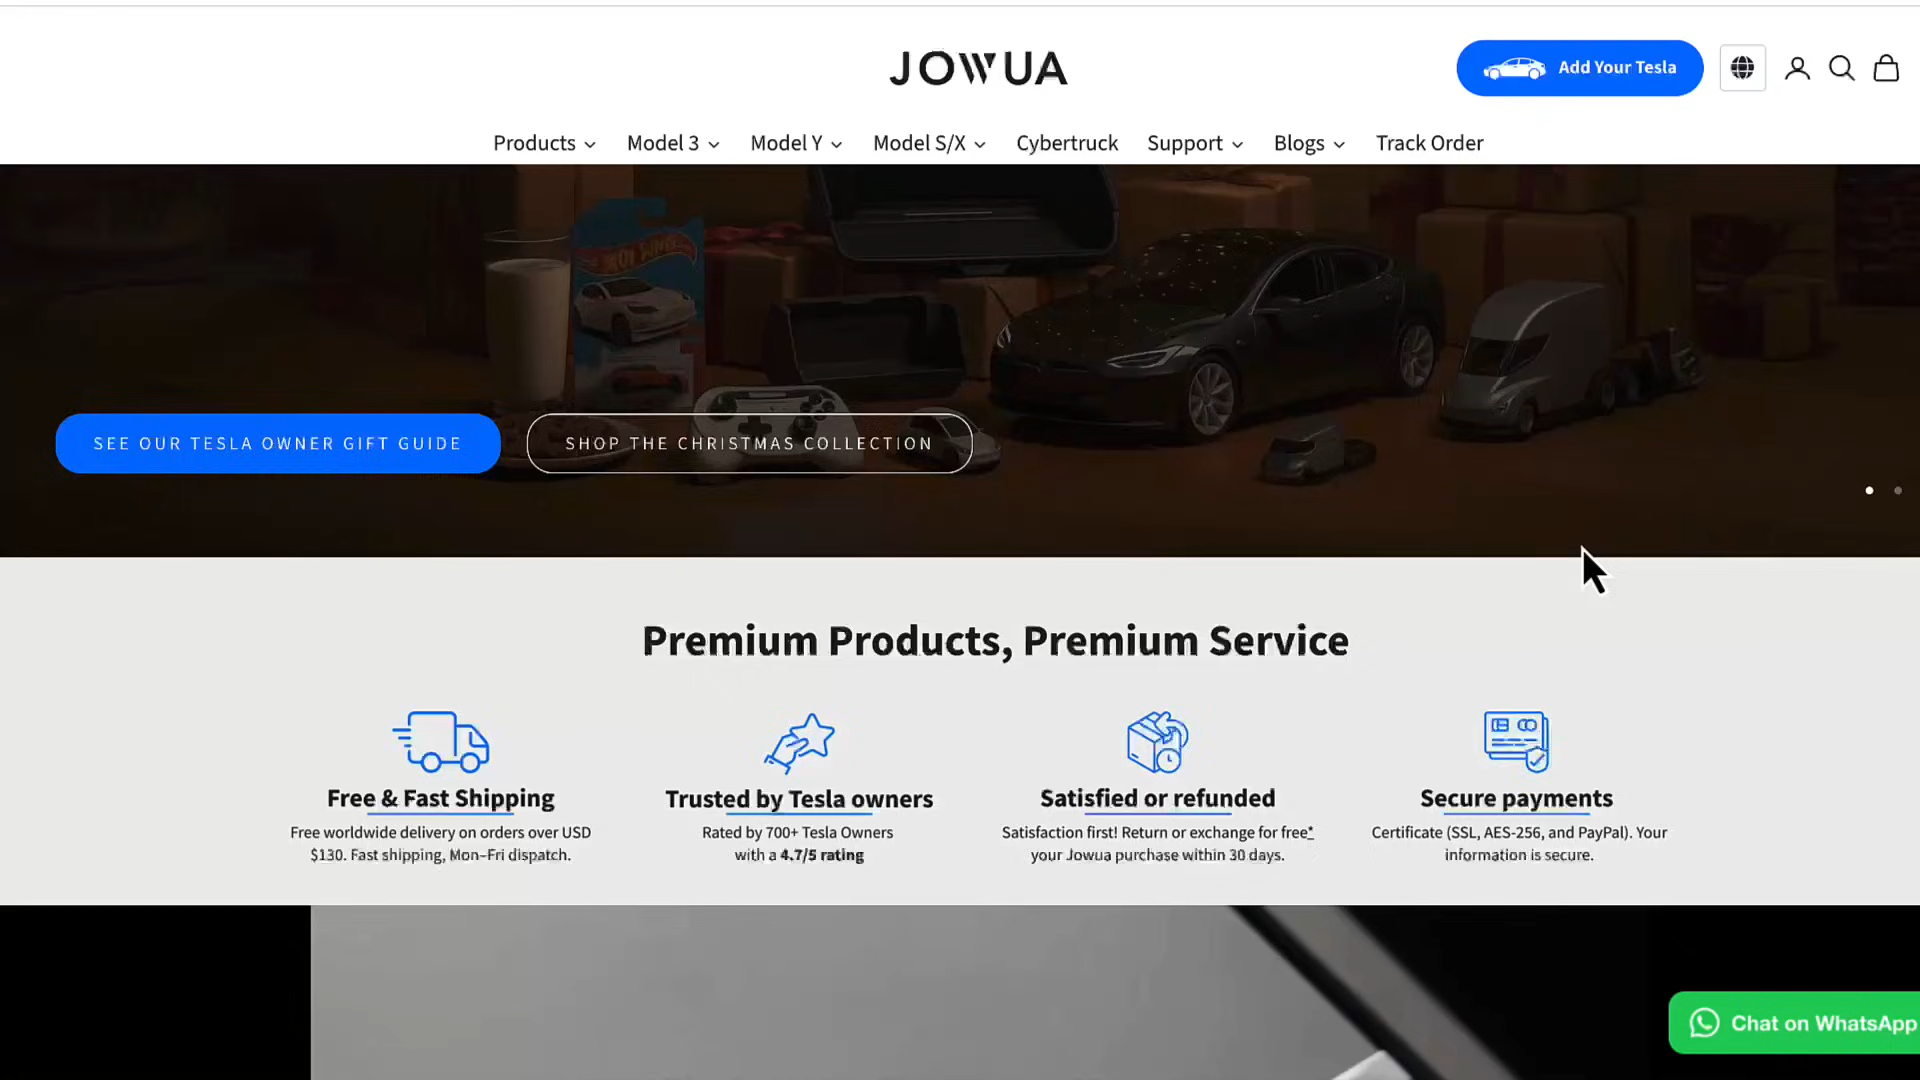 JOWUA
Add Your Tesla
Products
Model 3
Model Y
Model S/X
Cybertruck
Support
Blogs
Track Order
HOT WHEELS
SEE OUR TESLA OWNER GIFT GUIDE
SHOP THE CHRISTMAS COLLECTION
Premium Products, Premium Service
Free & Fast Shipping
Free worldwide delivery on orders over USD
$130. Fast shipping, Mon–Fri dispatch.
Trusted by Tesla owners
Rated by 700+ Tesla Owners
with a 4.7/5 rating
Satisfied or refunded
Satisfaction first! Return or exchange for free*
your Jowua purchase within 30 days.
Secure payments
Certificate (SSL, AES-256, and PayPal). Your
information is secure.
Chat on WhatsApp